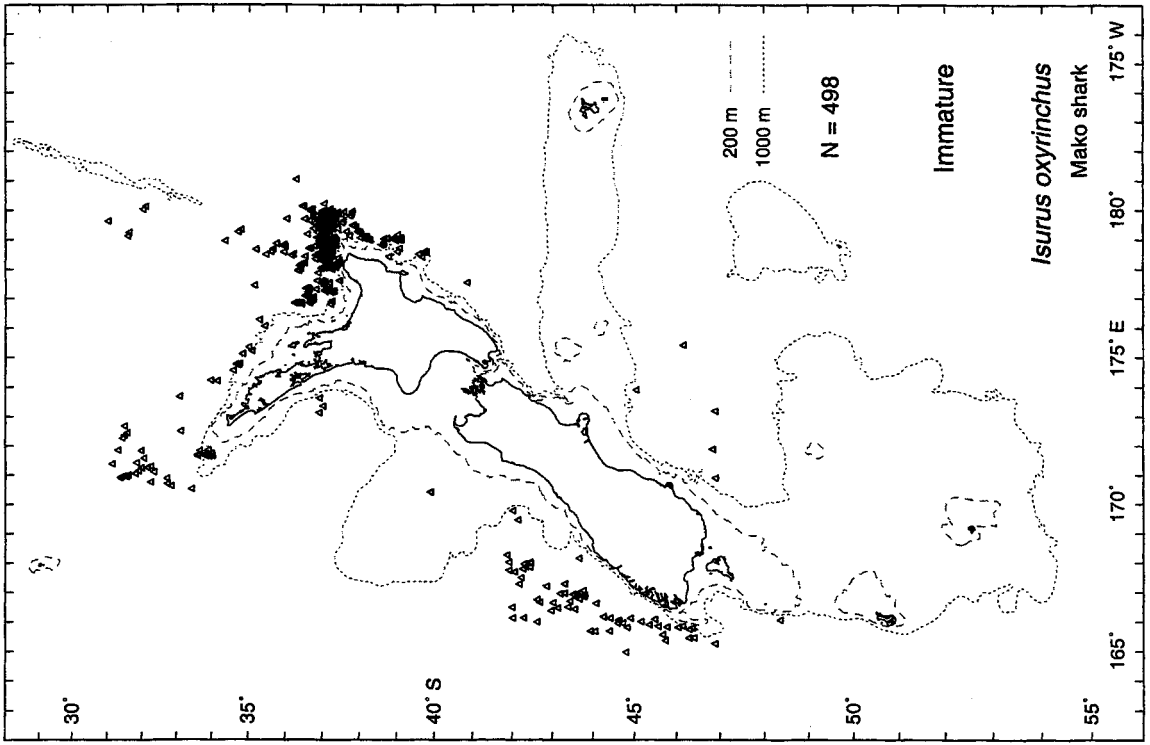 30°
35°
40° S
45°
50°
55°
165°
170°
175° E
180°
175° W
200 m
1000 m
N = 498
Immature
Isurus oxyrinchus
Mako shark